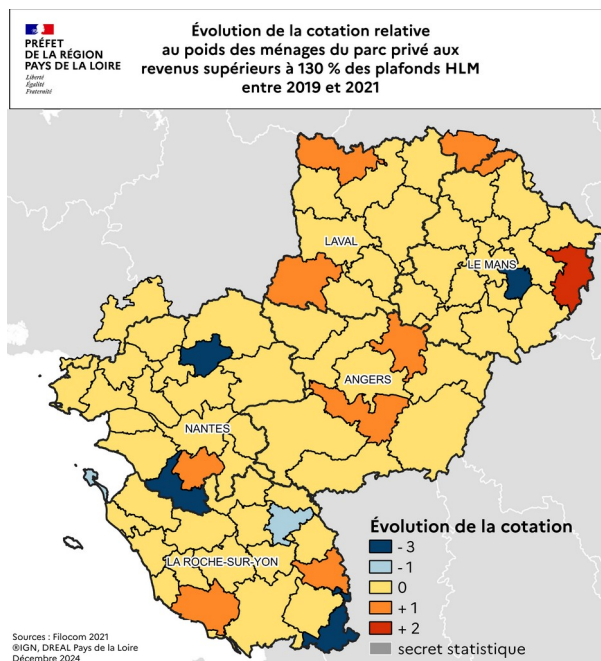 PRÉFET
DE LA RÉGION
PAYS DE LA LOIRE
Liberté
Égalité
Fraternité
Évolution de la cotation relative
au poids des ménages du parc privé aux
revenus supérieurs à 130 % des plafonds HLM
entre 2019 et 2021
LAVAL
LE MANS
ANGERS
NANTES
LA ROCHE-SUR-YON
Évolution de la cotation
- 3
- 1
0
+ 1
+ 2
secret statistique
Sources : Filocom 2021
®IGN, DREAL Pays de la Loire
Décembre 2024